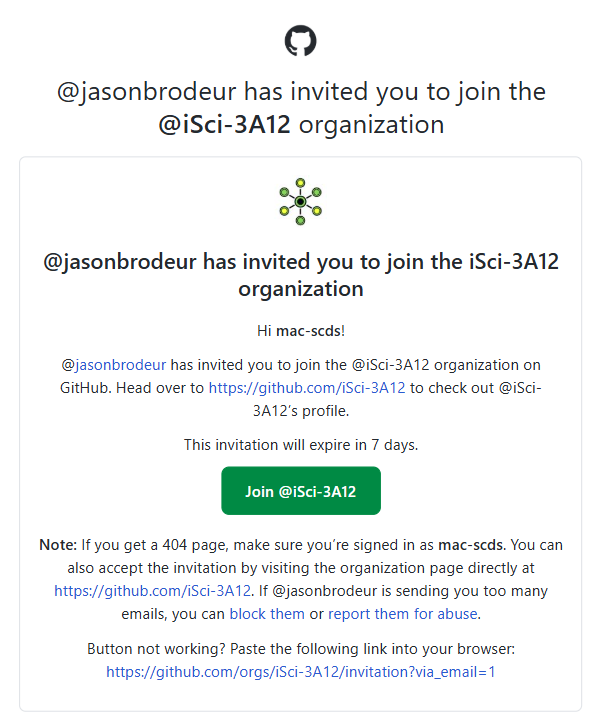 @jasonbrodeur has invited you to join the
@iSci-3A12 organization
@jasonbrodeur has invited you to join the iSci-3A12
organization
Hi mac-scds!
@jasonbrodeur has invited you to join the @iSci-3A12 organization on
GitHub. Head over to https://github.com/iSci-3A12 to check out @iSci-
3A12's profile.
This invitation will expire in 7 days.
Join @iSci-3A12
Note: If you get a 404 page, make sure you're signed in as mac-scds. You can
also accept the invitation by visiting the organization page directly at
https://github.com/iSci-3A12. If @jasonbrodeur is sending you too many
emails, you can block them or report them for abuse.
Button not working? Paste the following link into your browser:
https://github.com/orgs/iSci-3A12/invitation?via_email=1